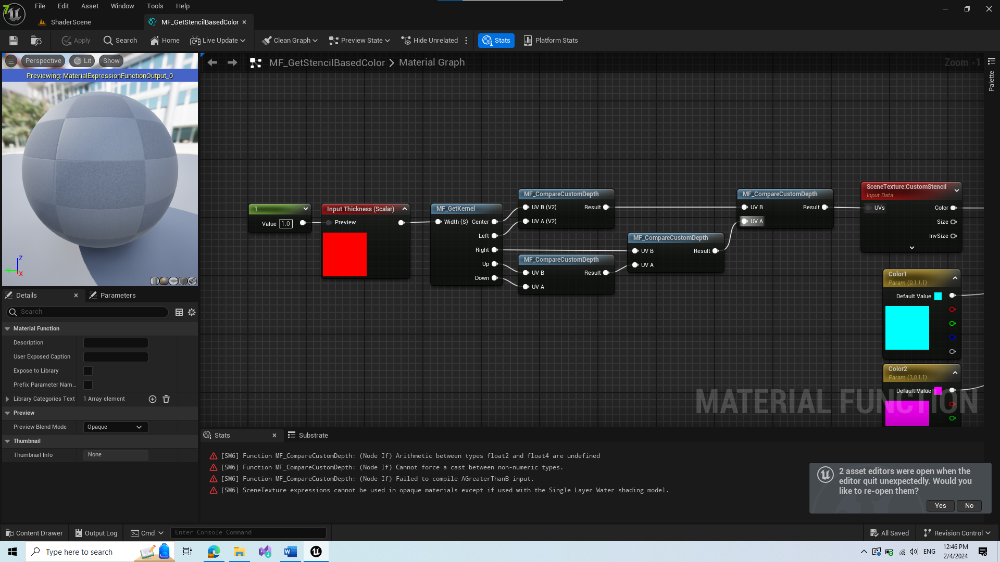 File Edit Asset Window Tools Help
ShaderScene
MF_GetStencilBasedColor
Apply Search Home Live Update Clean Graph Preview State Hide Unrelated Stats Platform Stats
Perspective Lit Show
Previewing: MaterialExpressionFunctionOutput_0
Z
Y
X
MF_GetStencilBasedColor > Material Graph
Zoom -1
Palette
1
Value 1.0
Input Thickness (Scalar)
Preview
MF_GetKernel
Width (S) Center
Left
Right
Up
Down
MF_CompareCustomDepth
UV B (V2) Result
UV A (V2)
MF_CompareCustomDepth
UV B Result
UV A
MF_CompareCustomDepth
UV B Result
UV A
MF_CompareCustomDepth
UV B Result
UV A
SceneTexture:CustomStencil
Input Data
UVs Color
Size
InvSize
Color1
Param (0,1,1,1)
Default Value
Color2
Param (1,0,1,1)
Default Value
MATERIAL FUNCTION
Details Parameters
Search
Material Function
Description
User Exposed Caption
Expose to Library
Prefix Parameter Nam...
Library Categories Text 1 Array element
Preview
Preview Blend Mode Opaque
Thumbnail
Thumbnail Info None
Stats Substrate
[SM6] Function MF_CompareCustomDepth: (Node If) Arithmetic between types float2 and float4 are undefined
[SM6] Function MF_CompareCustomDepth: (Node If) Cannot force a cast between non-numeric types.
[SM6] Function MF_CompareCustomDepth: (Node If) Failed to compile AGreaterThanB input.
[SM6] SceneTexture expressions cannot be used in opaque materials except if used with the Single Layer Water shading model.
2 asset editors were open when the
editor quit unexpectedly. Would you
like to re-open them?
Yes No
Content Drawer Output Log Cmd Enter Console Command All Saved Revision Control
Type here to search
ENG
12:46 PM
2/4/2024
7